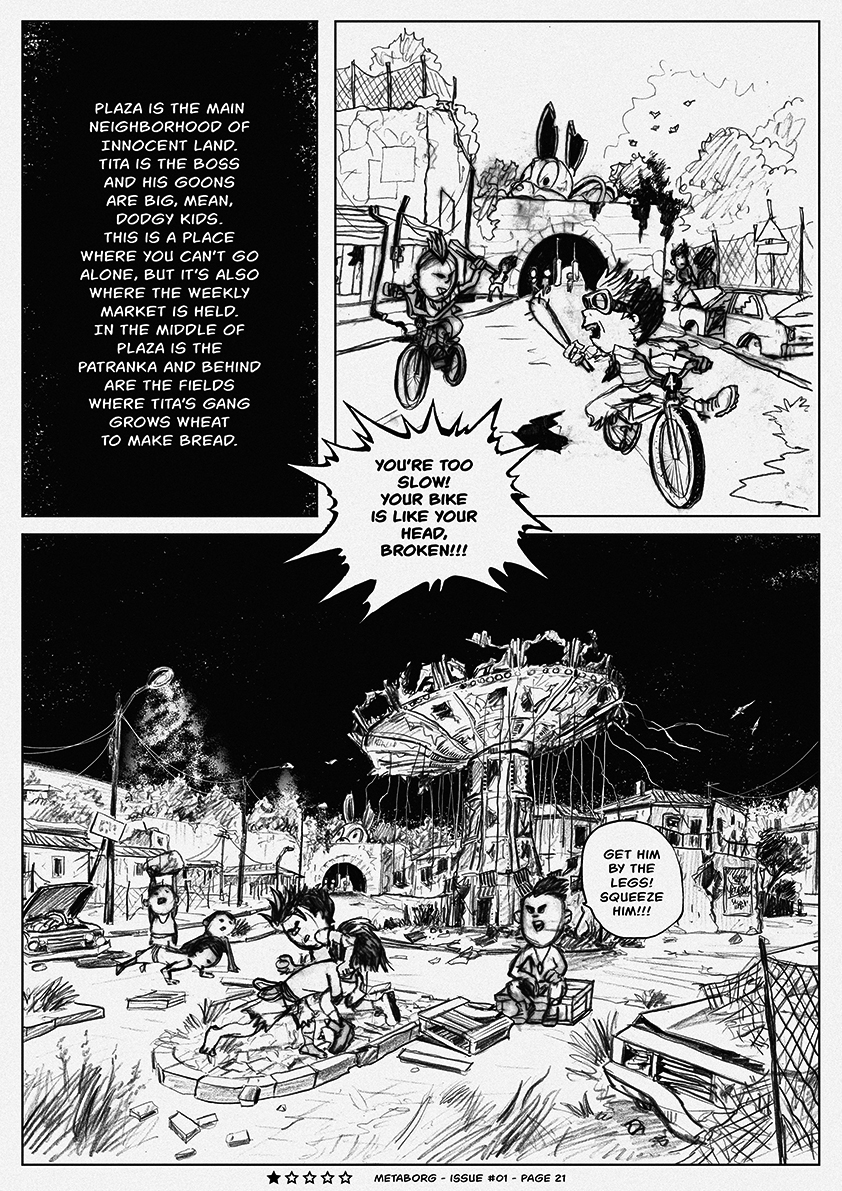 PLAZA IS THE MAIN
NEIGHBORHOOD OF
INNOCENT LAND.
TITA IS THE BOSS
AND HIS GOONS
ARE BIG, MEAN,
DODGY KIDS.
THIS IS A PLACE
WHERE YOU CAN'T GO
ALONE, BUT IT'S ALSO
WHERE THE WEEKLY
MARKET IS HELD.
IN THE MIDDLE OF
PLAZA IS THE
PATRANKA AND BEHIND
ARE THE FIELDS
WHERE TITA'S GANG
GROWS WHEAT
TO MAKE BREAD.
YOU'RE TOO
SLOW!
YOUR BIKE
IS LIKE YOUR
HEAD,
BROKEN!!!
GET HIM
BY THE
LEGS!
SQUEEZE
HIM!!!
METABORG - ISSUE #01 - PAGE 21